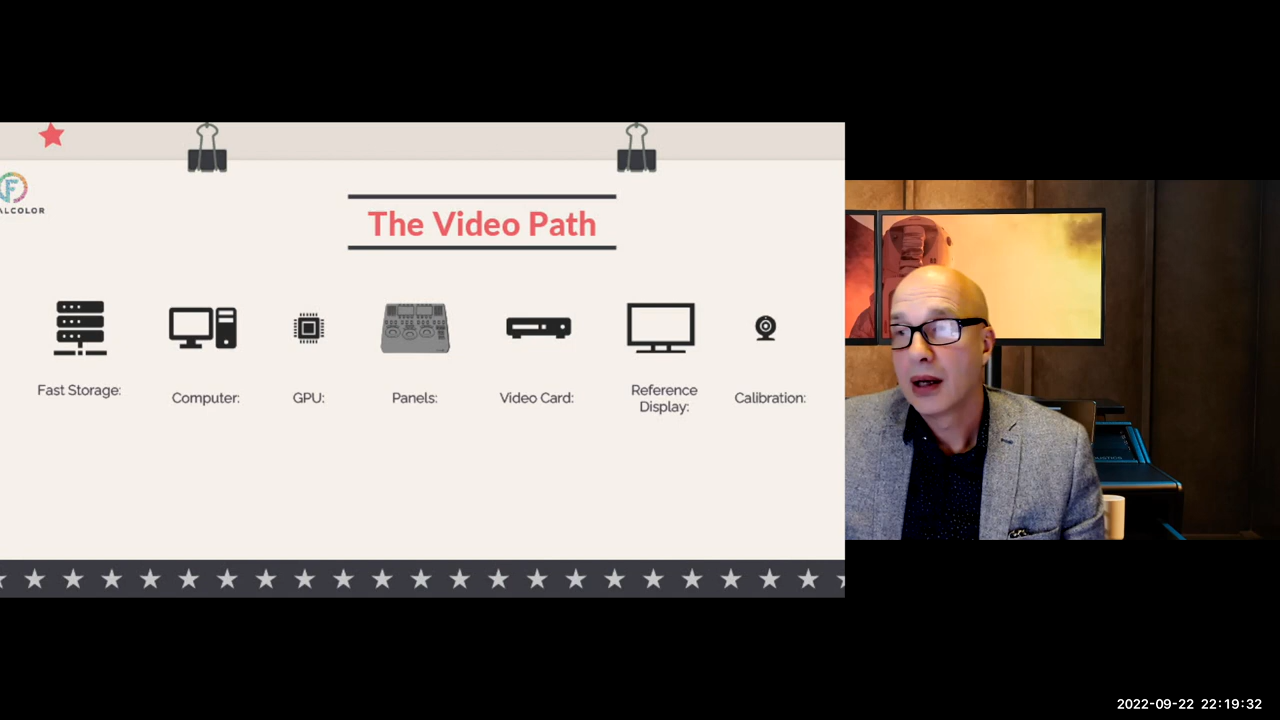 ALCOLOR
The Video Path
Fast Storage:
Computer:
GPU:
Panels:
Video Card:
Reference
Display:
Calibration:
2022-09-22 22:19:32